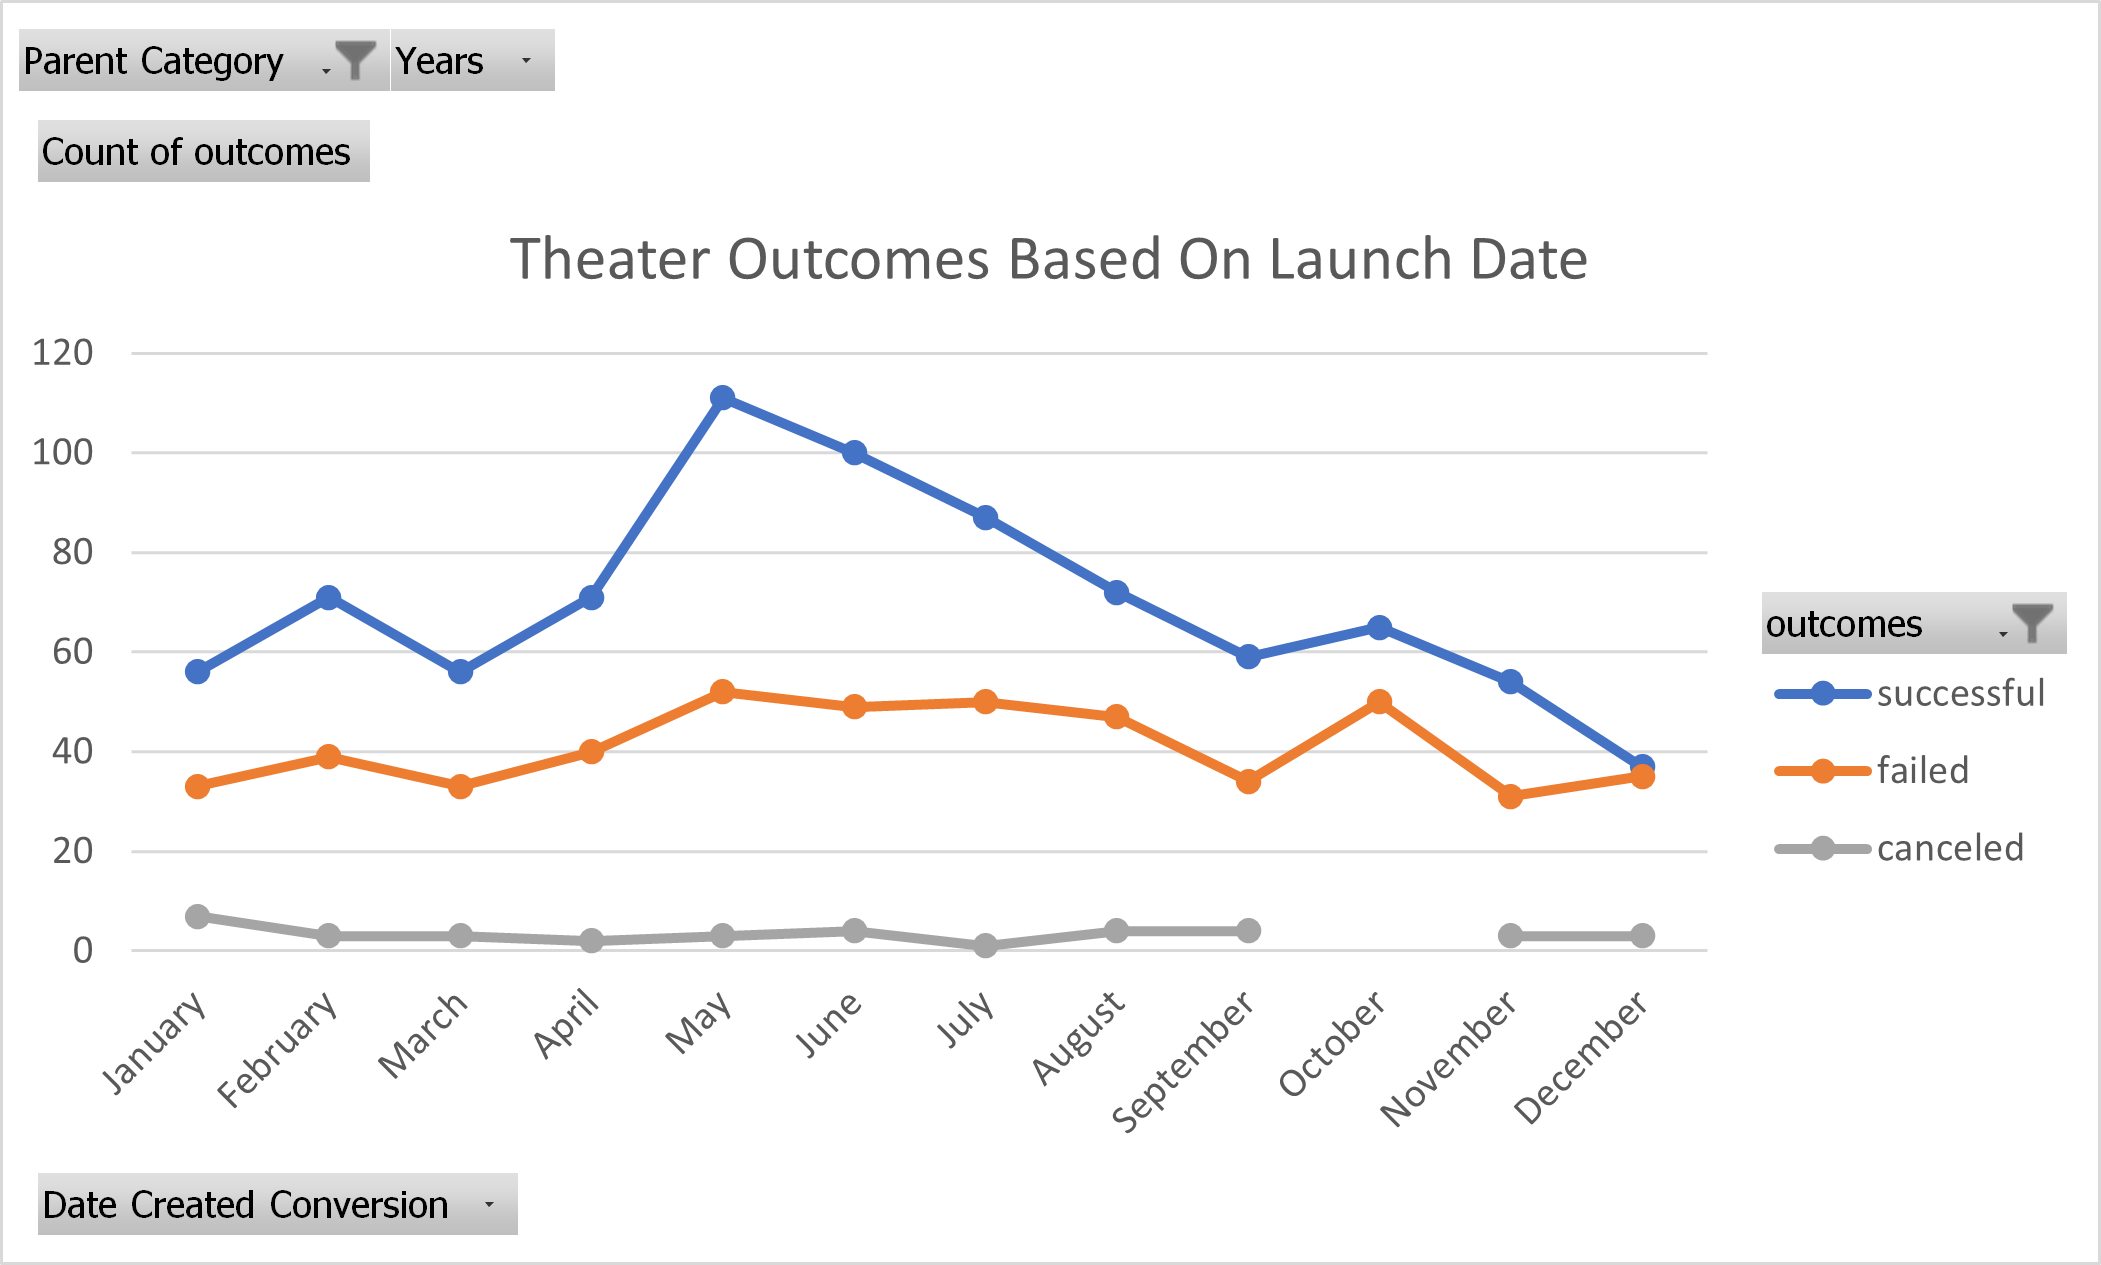 Parent Category Years
Count of outcomes
Theater Outcomes Based On Launch Date
120
100
80
60
40
20
0
January
February
March
April
May
June
July
August
September
October
November
December
outcomes
successful
failed
canceled
Date Created Conversion